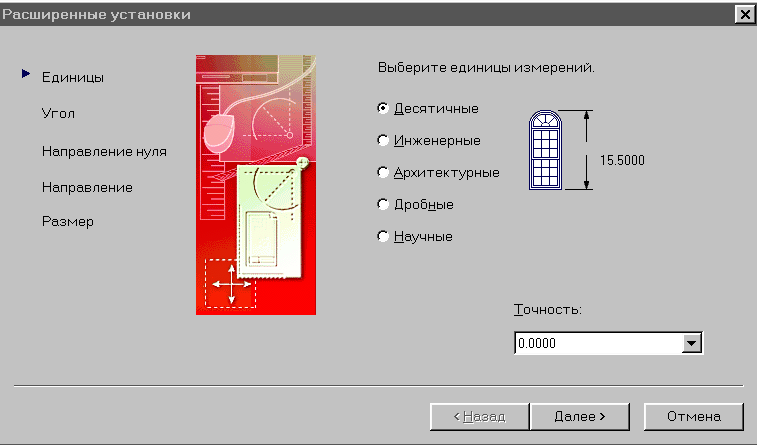 Расширенные установки
Единицы
Угол
Направление нуля
Направление
Размер
Выберите единицы измерений.
Десятичные
Инженерные
Архитектурные
Дробные
Научные
15.5000
Точность:
0.0000
< Назад
Далее >
Отмена